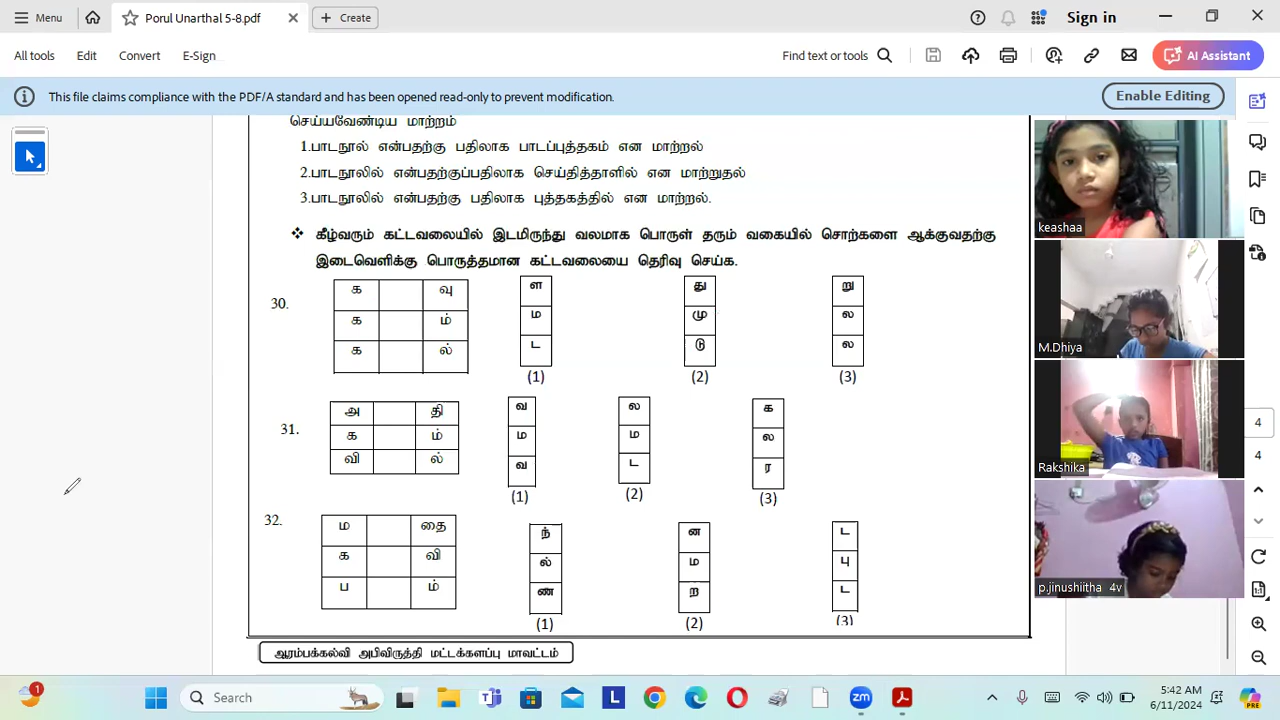 Menu Porul Unarthal 5-8.pdf Create Sign in
All tools Edit Convert E-Sign Find text or tools AI Assistant
This file claims compliance with the PDF/A standard and has been opened read-only to prevent modification. Enable Editing
செய்யவேண்டிய மாற்றம்
1.பாடநூல் என்பதற்கு பதிலாக பாடப்புத்தகம் என மாற்றல்
2.பாடநூலில் என்பதற்குப்பதிலாக செய்தித்தாளில் என மாற்றுதல்
3.பாடநூலில் என்பதற்கு பதிலாக புத்தகத்தில் என மாற்றல்.
❖ கீழ்வரும் கட்டவலையில் இடமிருந்து வலமாக பொருள் தரும் வகையில் சொற்களை ஆக்குவதற்கு
இடைவெளிக்கு பொருத்தமான கட்டவலையை தெரிவு செய்க.
30. க வு ள து று
க ம் ம மு ல
க ல் ட டு ல
(1) (2) (3)
31. அ தி வ ல க
க ம் ம ம ல
வி ல் வ ட ர
(1) (2) (3)
32. ம தை ந் ன ட
க வி ல் ம பு
ப ம் ண் ற ட
(1) (2) (3)
ஆரம்பக்கல்வி அபிவிருத்தி மட்டக்களப்பு மாவட்டம்
keashaa
M.Dhiya
Rakshika
p.jinushiitha 4v
4
4
1
Search
5:42 AM
6/11/2024